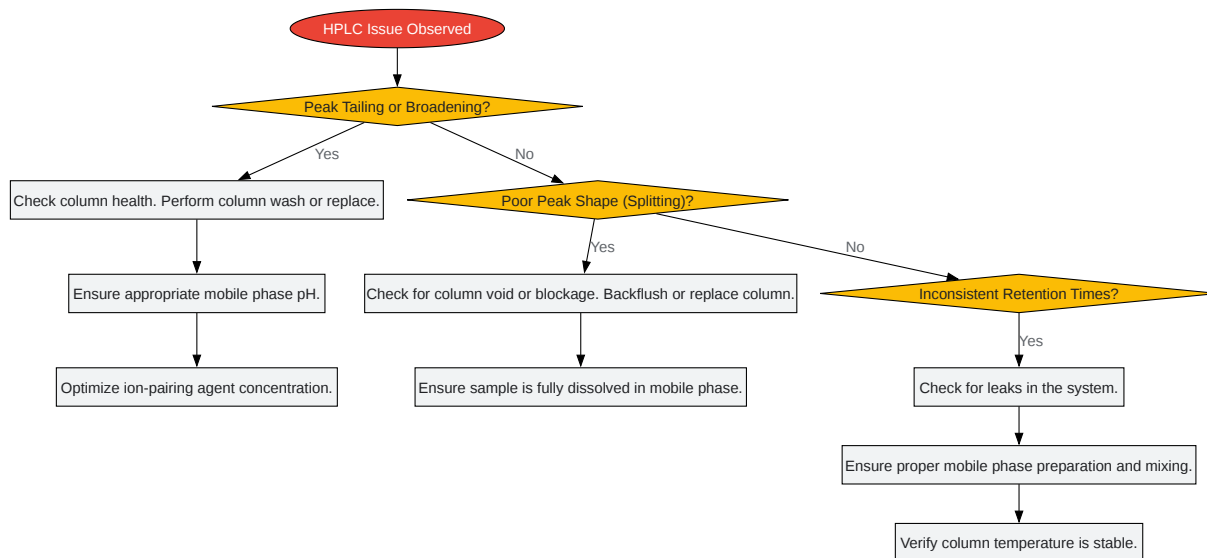 HPLC Issue Observed
Peak Tailing or Broadening?
Yes
No
Check column health. Perform column wash or replace.
Poor Peak Shape (Splitting)?
Yes
No
Ensure appropriate mobile phase pH.
Check for column void or blockage. Backflush or replace column.
Inconsistent Retention Times?
Yes
Optimize ion-pairing agent concentration.
Ensure sample is fully dissolved in mobile phase.
Check for leaks in the system.
Ensure proper mobile phase preparation and mixing.
Verify column temperature is stable.